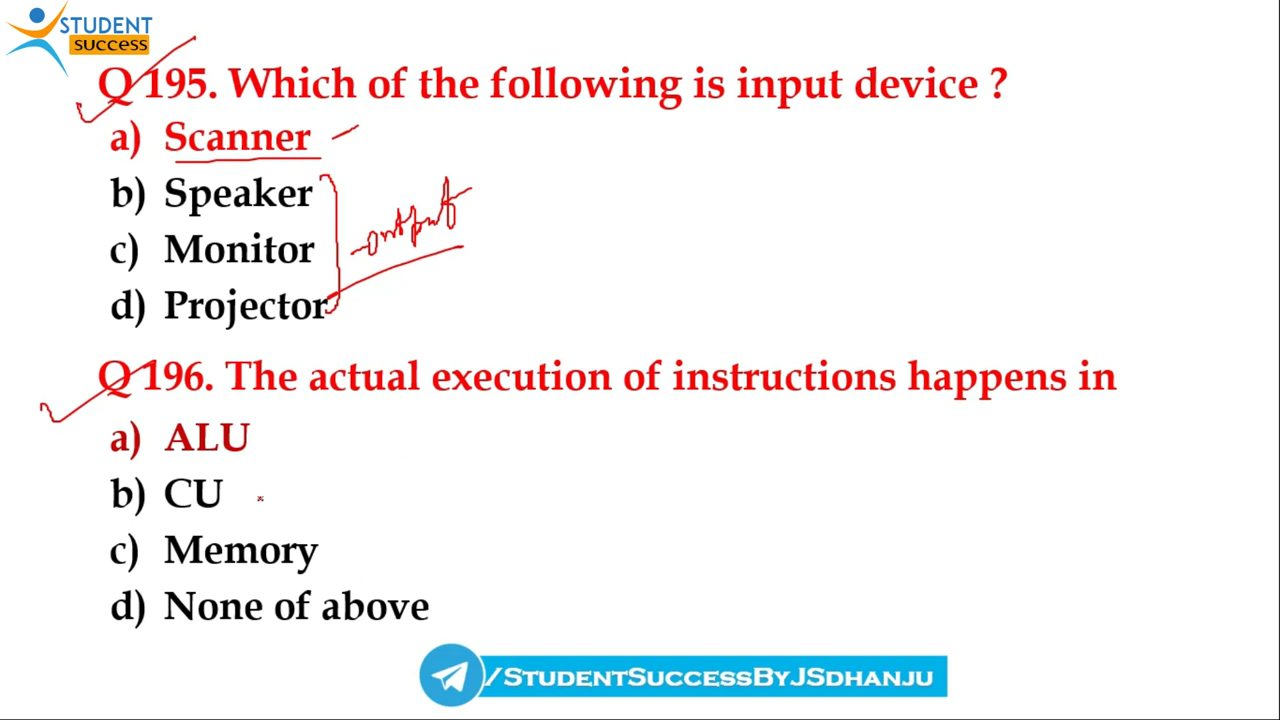 STUDENT
SUCCESS
Q 195. Which of the following is input device ?
a) Scanner
b) Speaker
c) Monitor
d) Projector
output
Q 196. The actual execution of instructions happens in
a) ALU
b) CU
c) Memory
d) None of above
/STUDENTSUCCESSBYJSDHANJU